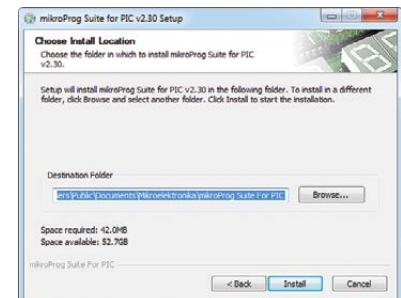 mikroProg Suite for PIC v2.30 Setup
Choose Install Location
Choose the folder in which to install mikroProg Suite for PIC
v2.30.
Setup will install mikroProg Suite for PIC v2.30 in the following folder. To install in a different
folder, click Browse and select another folder. Click Install to start the installation.
Destination Folder
ers\Public\Documents\Mikroelektronika\mikroProg Suite For PIC
Browse...
Space required: 42.0MB
Space available: 52.7GB
mikroProg Suite For PIC
< Back
Install
Cancel